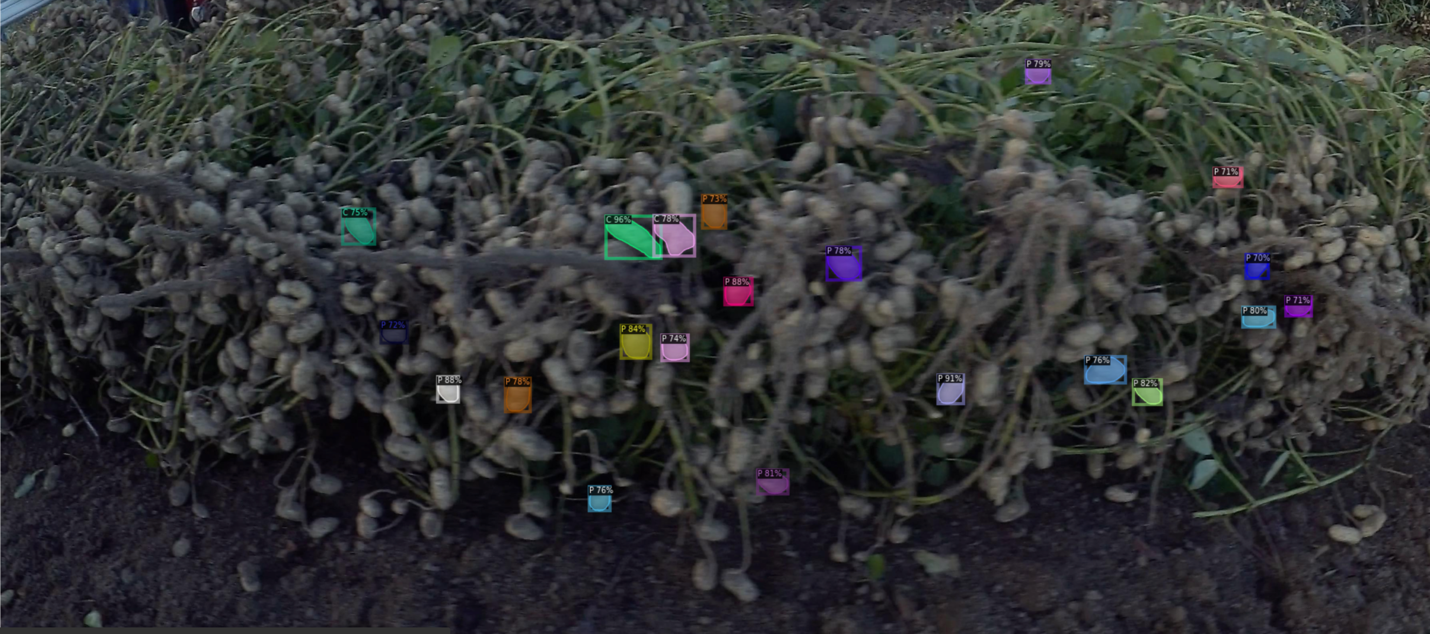 P 79%
P 71%
P 73%
C 75%
C 96%
C 78%
P 78%
P 70%
P 88%
P 71%
P 80%
P 72%
P 84%
P 74%
P 76%
P 88%
P 78%
P 91%
P 82%
P 81%
P 76%